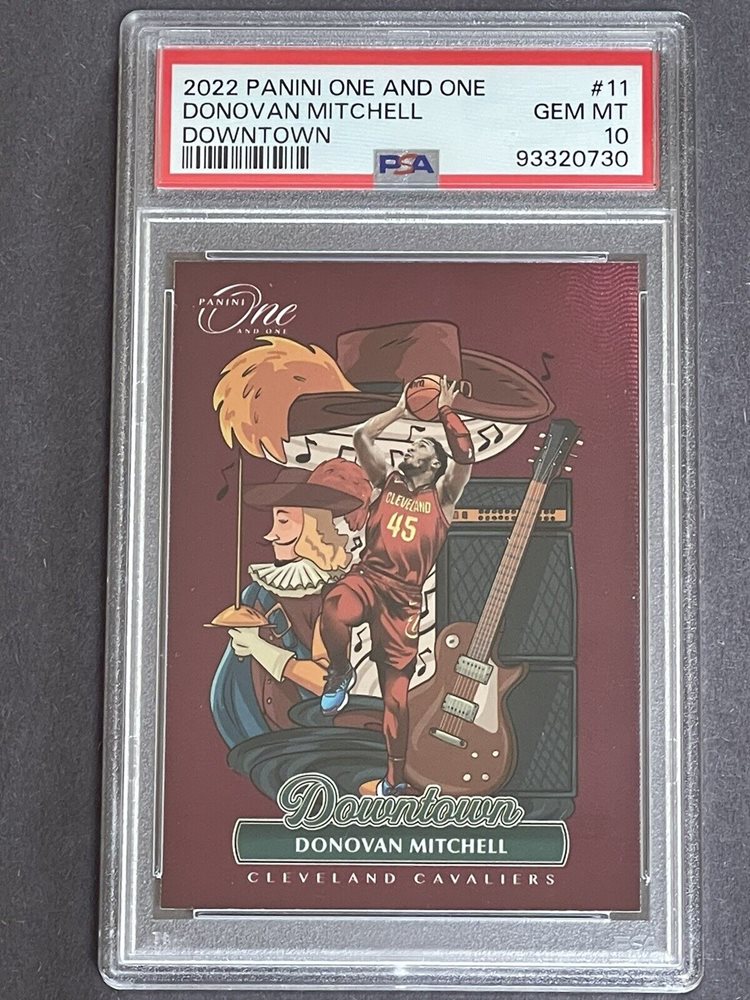 2022 PANINI ONE AND ONE #11
DONOVAN MITCHELL GEM MT
DOWNTOWN 10
PSA 93320730
PANINI
One
AND ONE
CLEVELAND
45
Downtown
DONOVAN MITCHELL
CLEVELAND CAVALIERS